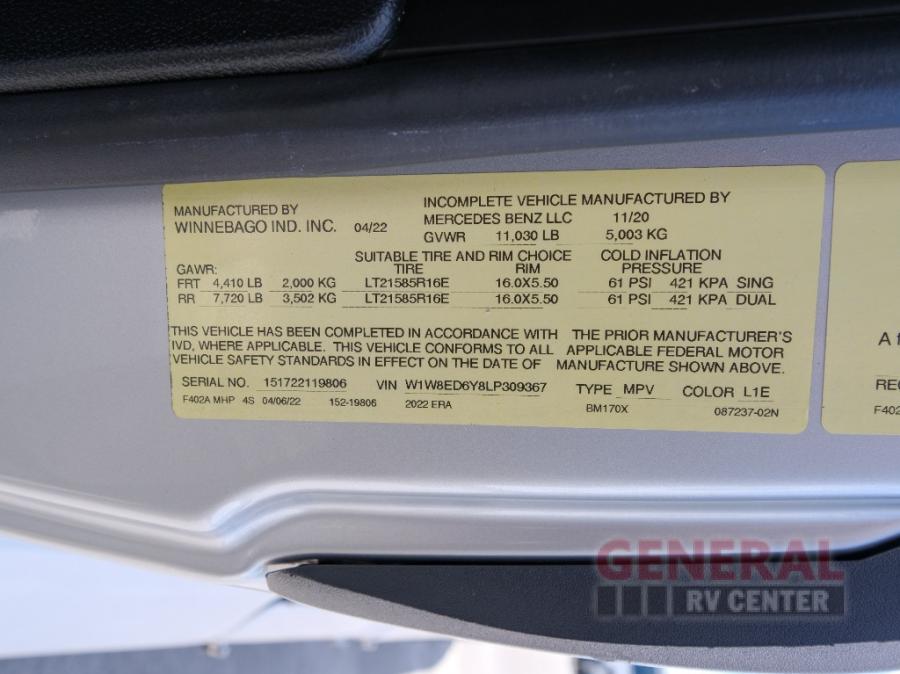 MANUFACTURED BY
WINNEBAGO IND. INC. 04/22
INCOMPLETE VEHICLE MANUFACTURED BY
MERCEDES BENZ LLC 11/20
GVWR 11,030 LB 5,003 KG
SUITABLE TIRE AND RIM CHOICE COLD INFLATION
GAWR: TIRE RIM PRESSURE
FRT 4,410 LB 2,000 KG LT21585R16E 16.0X5.50 61 PSI 421 KPA SING
RR 7,720 LB 3,502 KG LT21585R16E 16.0X5.50 61 PSI 421 KPA DUAL
THIS VEHICLE HAS BEEN COMPLETED IN ACCORDANCE WITH THE PRIOR MANUFACTURER'S
IVD, WHERE APPLICABLE. THIS VEHICLE CONFORMS TO ALL APPLICABLE FEDERAL MOTOR
VEHICLE SAFETY STANDARDS IN EFFECT ON THE DATE OF MANUFACTURE SHOWN ABOVE.
SERIAL NO. 151722119806 VIN W1W8ED6Y8LP309367 TYPE MPV COLOR L1E
F402A MHP 4S 04/06/22 152-19806 2022 ERA BM170X 087237-02N
A f
REC
F402
GENERAL
RV CENTER